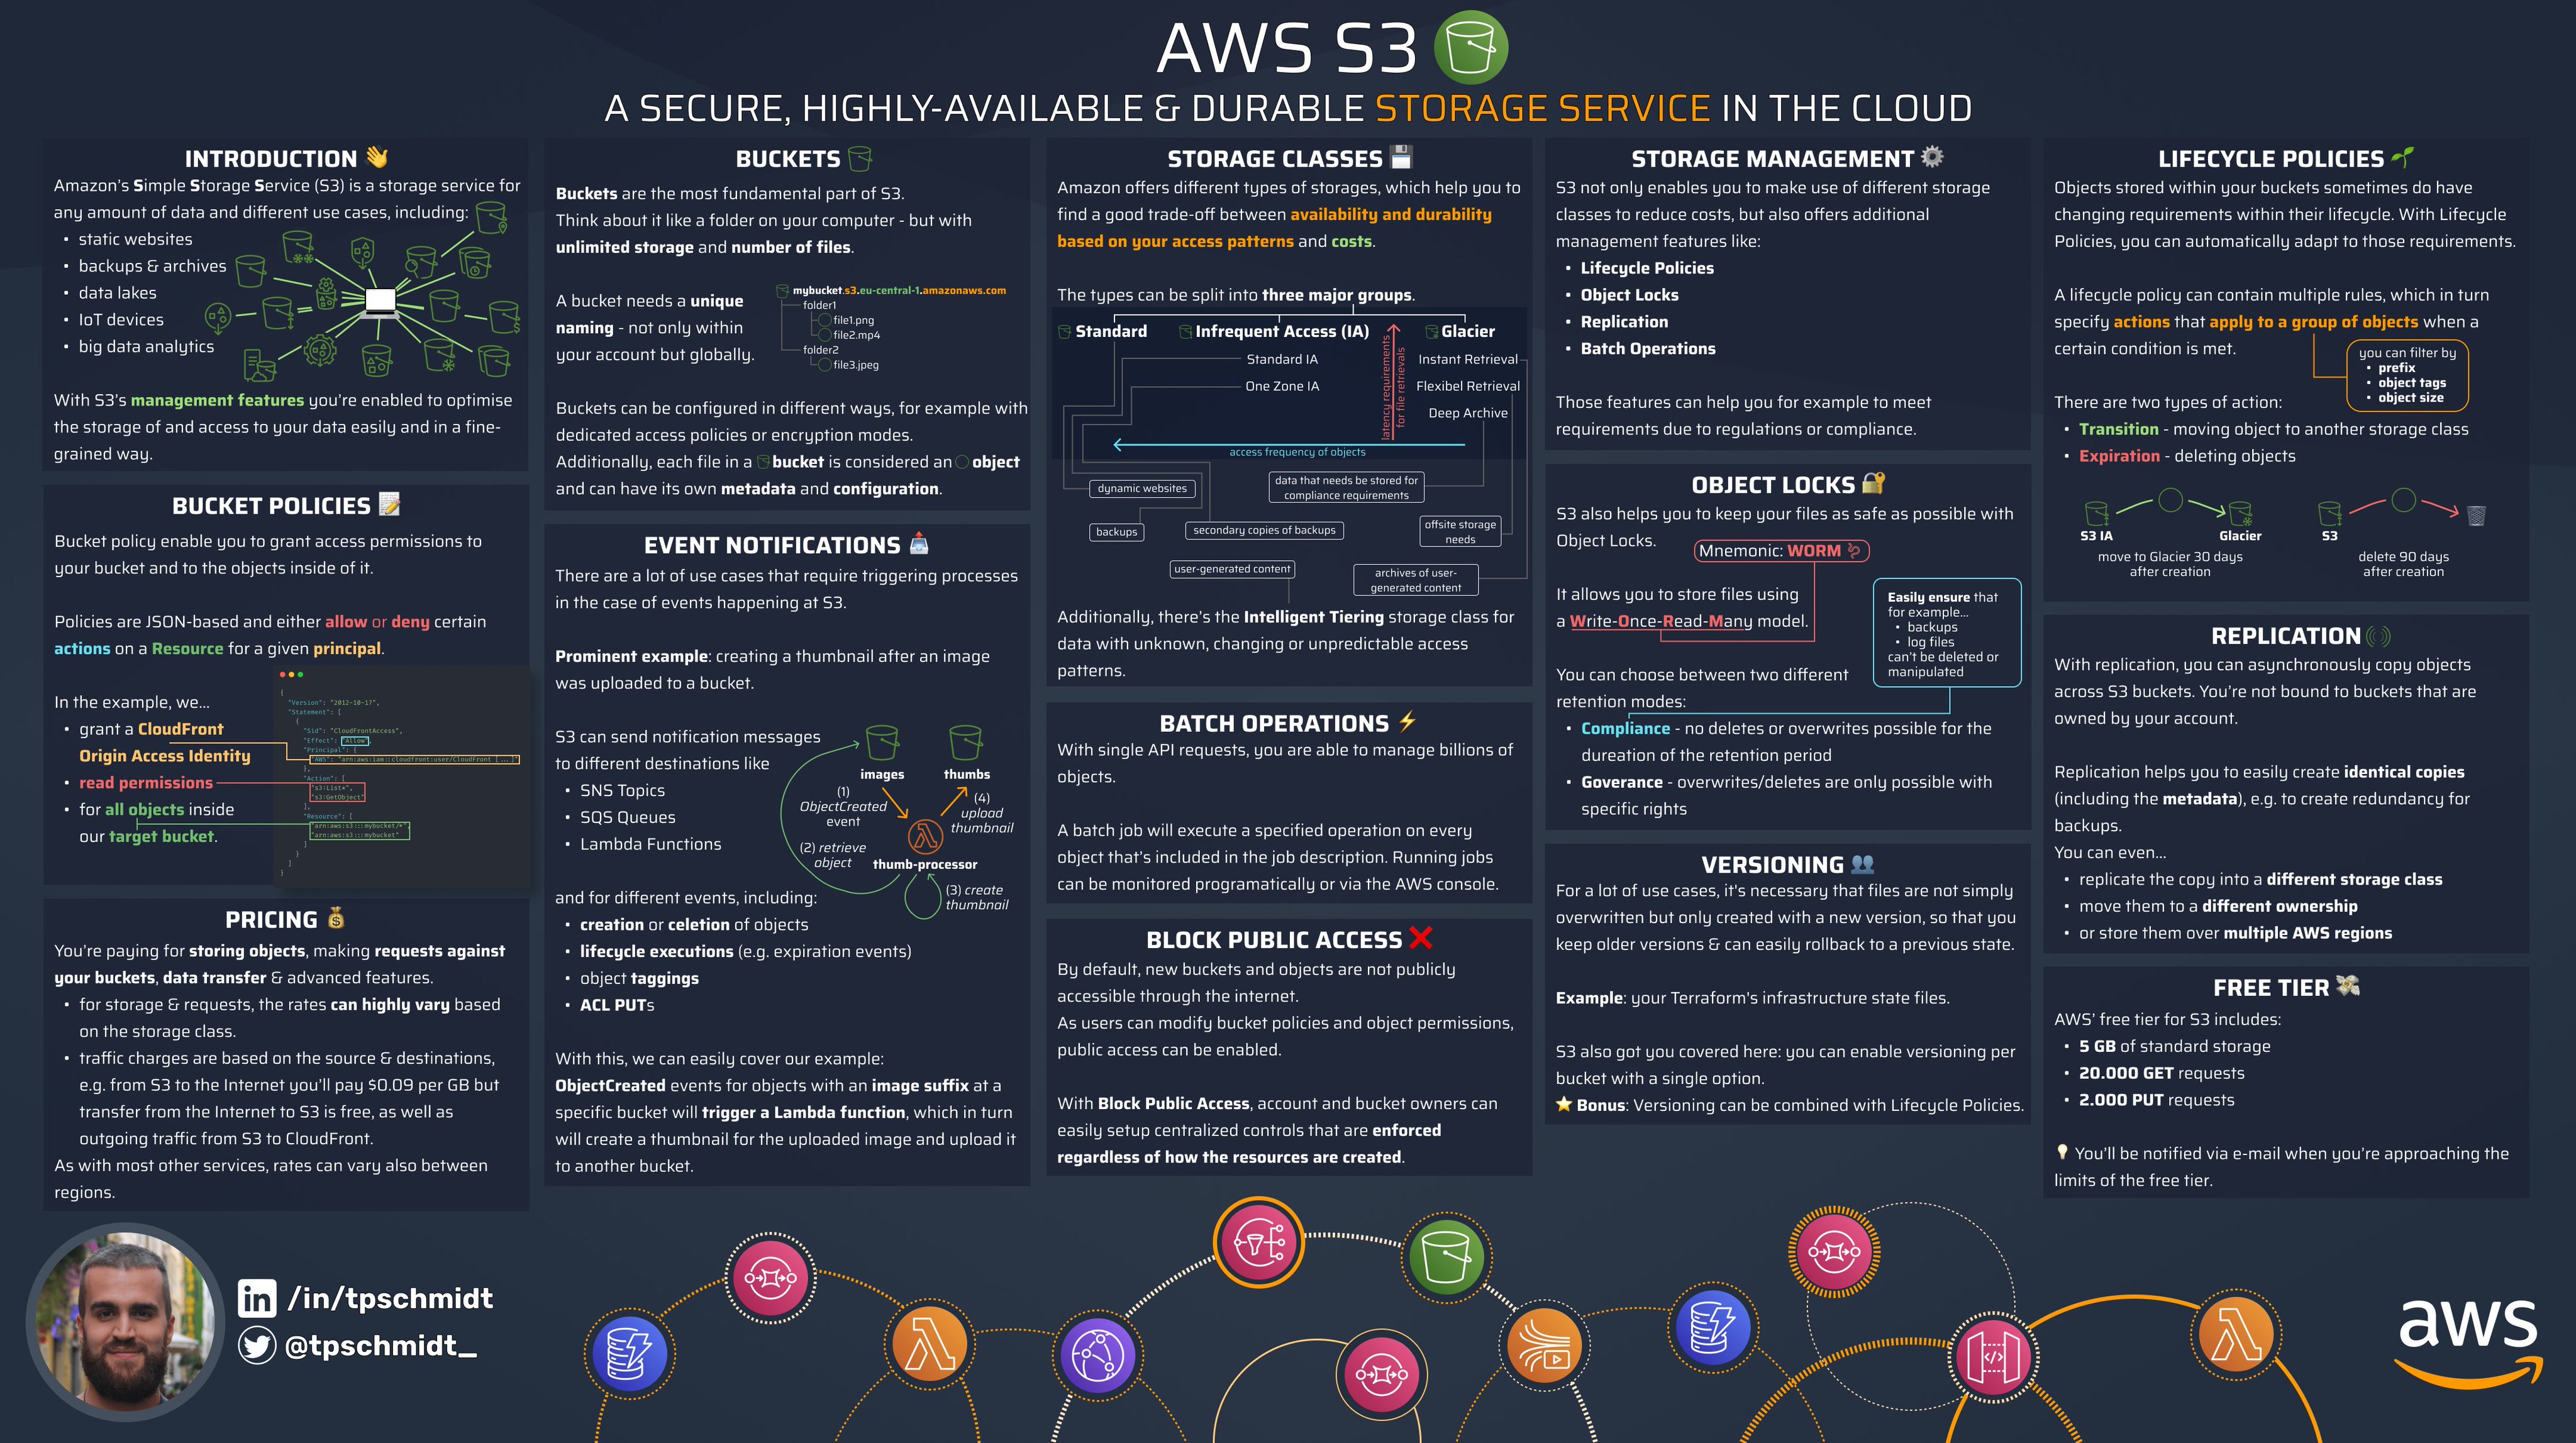 AWS S3
A SECURE, HIGHLY-AVAILABLE & DURABLE STORAGE SERVICE IN THE CLOUD
INTRODUCTION 👋
Amazon's Simple Storage Service (S3) is a storage service for
any amount of data and different use cases, including:
• static websites
• backups & archives
• data lakes
• IoT devices
• big data analytics
With S3's management features you're enabled to optimise
the storage of and access to your data easily and in a fine-
grained way.
BUCKET POLICIES 📝
Bucket policy enable you to grant access permissions to
your bucket and to the objects inside of it.
Policies are JSON-based and either allow or deny certain
actions on a Resource for a given principal.
In the example, we...
• grant a CloudFront
Origin Access Identity
• read permissions
• for all objects inside
our target bucket.
{
"Version": "2012-10-17",
"Statement": [
{
"Sid": "CloudFrontAccess",
"Effect": "Allow",
"Principal": {
"AWS": "arn:aws:iam::cloudfront:user/CloudFront [...]"
},
"Action": [
"s3:List*",
"s3:GetObject"
],
"Resource": [
"arn:aws:s3:::mybucket/*",
"arn:aws:s3:::mybucket"
]
}
]
}
PRICING 💰
You're paying for storing objects, making requests against
your buckets, data transfer & advanced features.
• for storage & requests, the rates can highly vary based
on the storage class.
• traffic charges are based on the source & destinations,
e.g. from S3 to the Internet you'll pay $0.09 per GB but
transfer from the Internet to S3 is free, as well as
outgoing traffic from S3 to CloudFront.
As with most other services, rates can vary also between
regions.
BUCKETS
Buckets are the most fundamental part of S3.
Think about it like a folder on your computer - but with
unlimited storage and number of files.
A bucket needs a unique
naming - not only within
your account but globally.
mybucket.s3.eu-central-1.amazonaws.com
folder1
file1.png
file2.mp4
folder2
file3.jpeg
Buckets can be configured in different ways, for example with
dedicated access policies or encryption modes.
Additionally, each file in a bucket is considered an object
and can have its own metadata and configuration.
EVENT NOTIFICATIONS 📤
There are a lot of use cases that require triggering processes
in the case of events happening at S3.
Prominent example: creating a thumbnail after an image
was uploaded to a bucket.
S3 can send notification messages
to different destinations like
• SNS Topics
• SQS Queues
• Lambda Functions
images
thumbs
(1)
ObjectCreated
event
(4)
upload
thumbnail
(2) retrieve
object
thumb-processor
(3) create
thumbnail
and for different events, including:
• creation or celetion of objects
• lifecycle executions (e.g. expiration events)
• object taggings
• ACL PUTs
With this, we can easily cover our example:
ObjectCreated events for objects with an image suffix at a
specific bucket will trigger a Lambda function, which in turn
will create a thumbnail for the uploaded image and upload it
to another bucket.
STORAGE CLASSES 💾
Amazon offers different types of storages, which help you to
find a good trade-off between availability and durability
based on your access patterns and costs.
The types can be split into three major groups.
Standard
Infrequent Access (IA)
Glacier
Standard IA
One Zone IA
latency requirements
for file retrievals
Instant Retrieval
Flexibel Retrieval
Deep Archive
access frequency of objects
dynamic websites
data that needs be stored for
compliance requirements
backups
secondary copies of backups
offsite storage
needs
user-generated content
archives of user-
generated content
Additionally, there's the Intelligent Tiering storage class for
data with unknown, changing or unpredictable access
patterns.
BATCH OPERATIONS ⚡
With single API requests, you are able to manage billions of
objects.
A batch job will execute a specified operation on every
object that's included in the job description. Running jobs
can be monitored programatically or via the AWS console.
BLOCK PUBLIC ACCESS ❌
By default, new buckets and objects are not publicly
accessible through the internet.
As users can modify bucket policies and object permissions,
public access can be enabled.
With Block Public Access, account and bucket owners can
easily setup centralized controls that are enforced
regardless of how the resources are created.
STORAGE MANAGEMENT ⚙️
S3 not only enables you to make use of different storage
classes to reduce costs, but also offers additional
management features like:
• Lifecycle Policies
• Object Locks
• Replication
• Batch Operations
Those features can help you for example to meet
requirements due to regulations or compliance.
OBJECT LOCKS 🔐
S3 also helps you to keep your files as safe as possible with
Object Locks.
Mnemonic: WORM 🪱
It allows you to store files using
a Write-Once-Read-Many model.
Easily ensure that
for example...
• backups
• log files
can't be deleted or
manipulated
You can choose between two different
retention modes:
• Compliance - no deletes or overwrites possible for the
dureation of the retention period
• Goverance - overwrites/deletes are only possible with
specific rights
VERSIONING 👥
For a lot of use cases, it's necessary that files are not simply
overwritten but only created with a new version, so that you
keep older versions & can easily rollback to a previous state.
Example: your Terraform's infrastructure state files.
S3 also got you covered here: you can enable versioning per
bucket with a single option.
⭐ Bonus: Versioning can be combined with Lifecycle Policies.
LIFECYCLE POLICIES 🌱
Objects stored within your buckets sometimes do have
changing requirements within their lifecycle. With Lifecycle
Policies, you can automatically adapt to those requirements.
A lifecycle policy can contain multiple rules, which in turn
specify actions that apply to a group of objects when a
certain condition is met.
you can filter by
• prefix
• object tags
• object size
There are two types of action:
• Transition - moving object to another storage class
• Expiration - deleting objects
S3 IA
Glacier
move to Glacier 30 days
after creation
S3
delete 90 days
after creation
REPLICATION
With replication, you can asynchronously copy objects
across S3 buckets. You're not bound to buckets that are
owned by your account.
Replication helps you to easily create identical copies
(including the metadata), e.g. to create redundancy for
backups.
You can even...
• replicate the copy into a different storage class
• move them to a different ownership
• or store them over multiple AWS regions
FREE TIER 💸
AWS' free tier for S3 includes:
• 5 GB of standard storage
• 20.000 GET requests
• 2.000 PUT requests
💡 You'll be notified via e-mail when you're approaching the
limits of the free tier.
in /in/tpschmidt
@tpschmidt_
aws